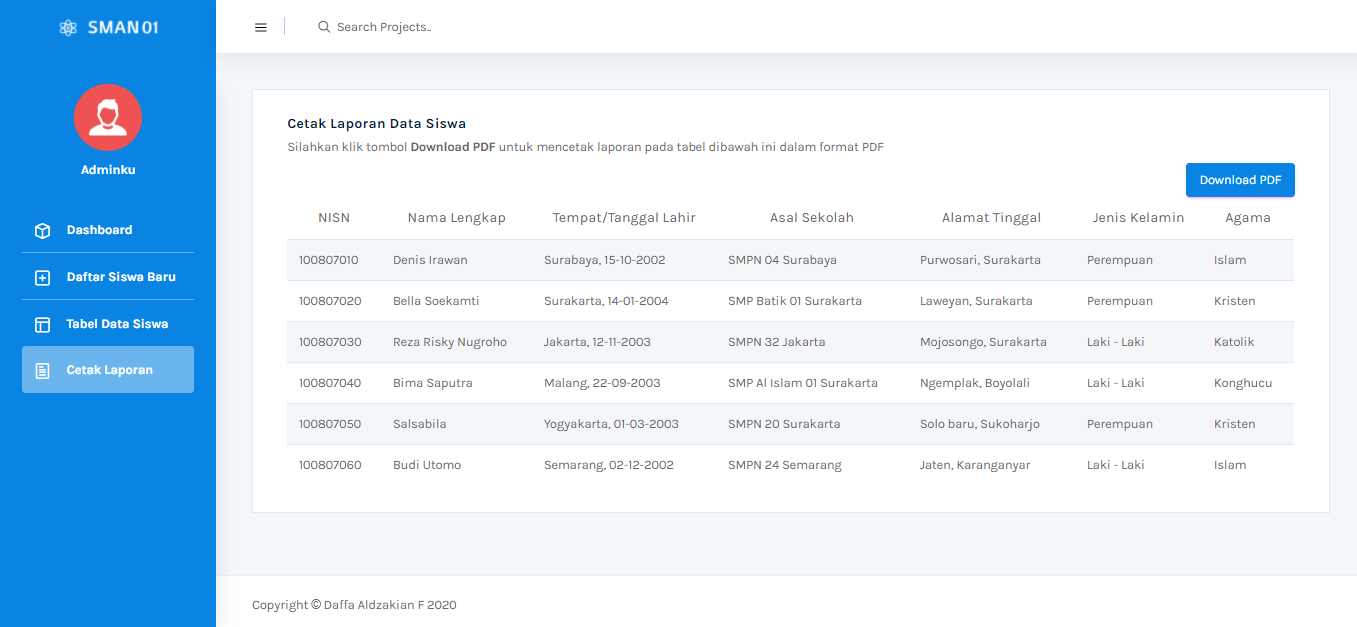 SMAN 01
Search Projects..
Adminku
Dashboard
Daftar Siswa Baru
Tabel Data Siswa
Cetak Laporan
Cetak Laporan Data Siswa
Silahkan klik tombol Download PDF untuk mencetak laporan pada tabel dibawah ini dalam format PDF
Download PDF
NISN Nama Lengkap Tempat/Tanggal Lahir Asal Sekolah Alamat Tinggal Jenis Kelamin Agama
100807010 Denis Irawan Surabaya, 15-10-2002 SMPN 04 Surabaya Purwosari, Surakarta Perempuan Islam
100807020 Bella Soekamti Surakarta, 14-01-2004 SMP Batik 01 Surakarta Laweyan, Surakarta Perempuan Kristen
100807030 Reza Risky Nugroho Jakarta, 12-11-2003 SMPN 32 Jakarta Mojosongo, Surakarta Laki - Laki Katolik
100807040 Bima Saputra Malang, 22-09-2003 SMP Al Islam 01 Surakarta Ngemplak, Boyolali Laki - Laki Konghucu
100807050 Salsabila Yogyakarta, 01-03-2003 SMPN 20 Surakarta Solo baru, Sukoharjo Perempuan Kristen
100807060 Budi Utomo Semarang, 02-12-2002 SMPN 24 Semarang Jaten, Karanganyar Laki - Laki Islam
Copyright © Daffa Aldzakian F 2020